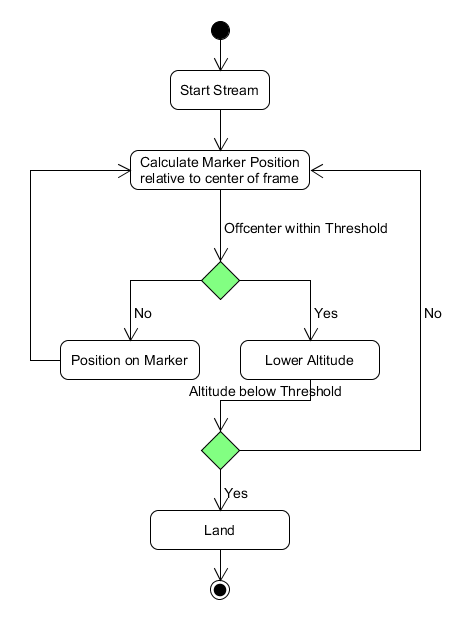 Start Stream
Calculate Marker Position
relative to center of frame
Offcenter within Threshold
No
Yes
No
Position on Marker
Lower Altitude
Altitude below Threshold
Yes
Land